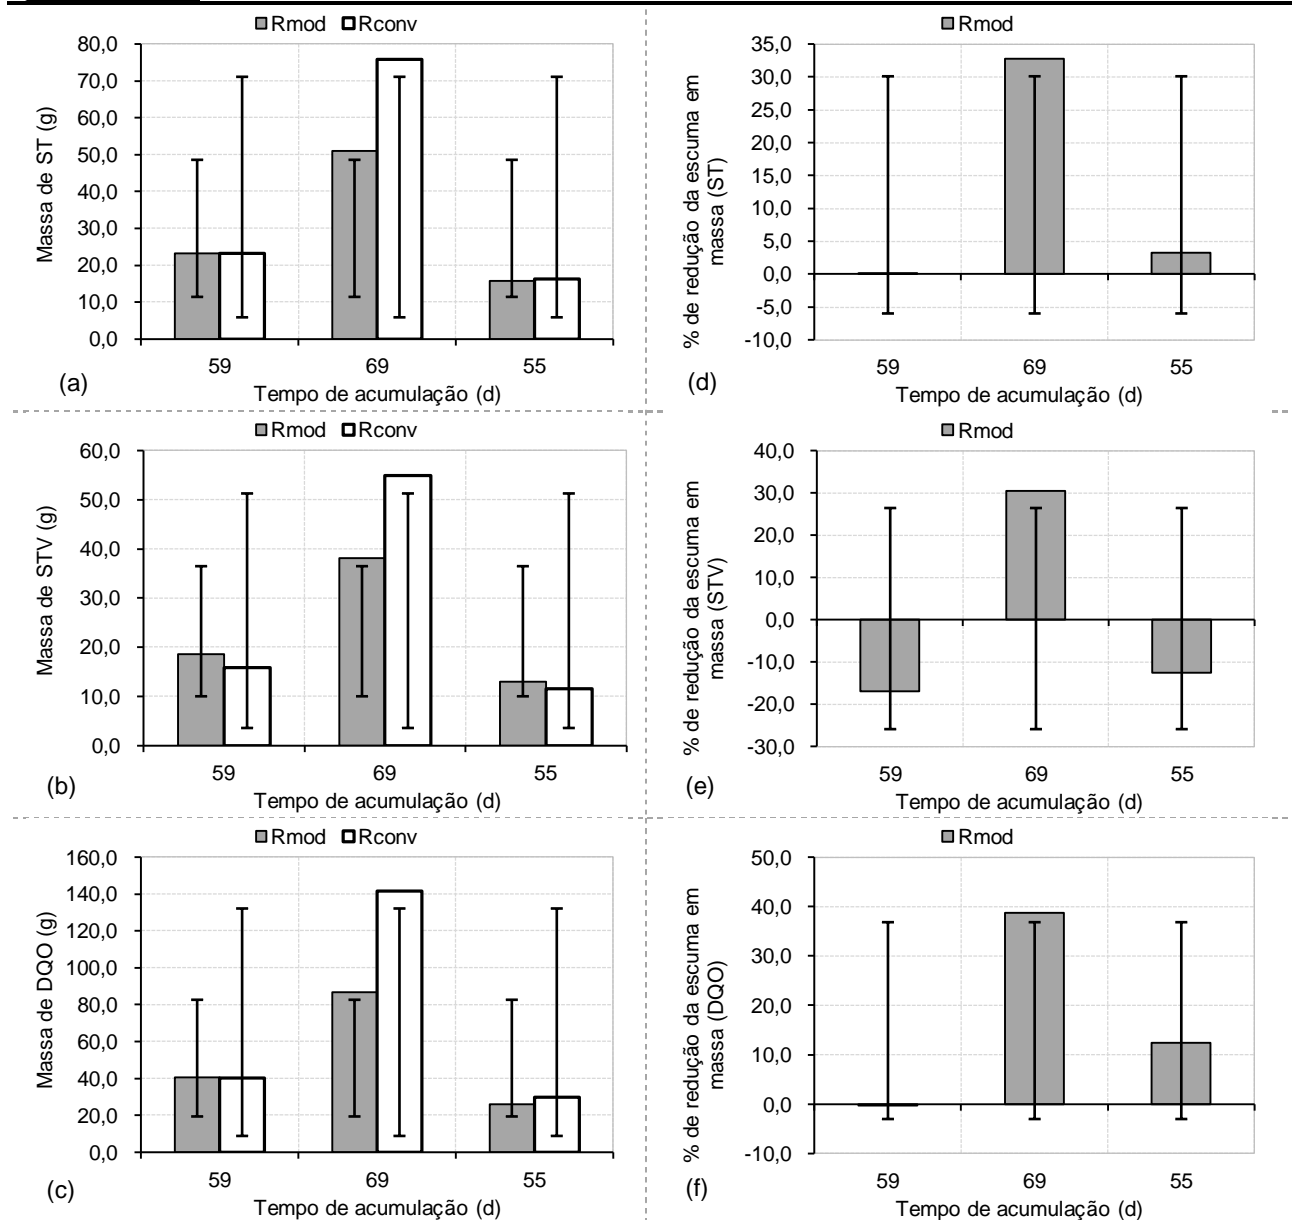 Rmod Rconv
80,0
70,0
60,0
50,0
40,0
30,0
20,0
10,0
0,0
Massa de ST (g)
59 69 55
Tempo de acumulação (d)
(a)
Rmod
35,0
30,0
25,0
20,0
15,0
10,0
5,0
0,0
-5,0
-10,0
% de redução da escuma em
massa (ST)
59 69 55
Tempo de acumulação (d)
(d)
Rmod Rconv
60,0
50,0
40,0
30,0
20,0
10,0
0,0
Massa de STV (g)
59 69 55
Tempo de acumulação (d)
(b)
Rmod
40,0
30,0
20,0
10,0
0,0
-10,0
-20,0
-30,0
% de redução da escuma em
massa (STV)
59 69 55
Tempo de acumulação (d)
(e)
Rmod Rconv
160,0
140,0
120,0
100,0
80,0
60,0
40,0
20,0
0,0
Massa de DQO (g)
59 69 55
Tempo de acumulação (d)
(c)
Rmod
50,0
40,0
30,0
20,0
10,0
0,0
-10,0
% de redução da escuma em
massa (DQO)
59 69 55
Tempo de acumulação (d)
(f)